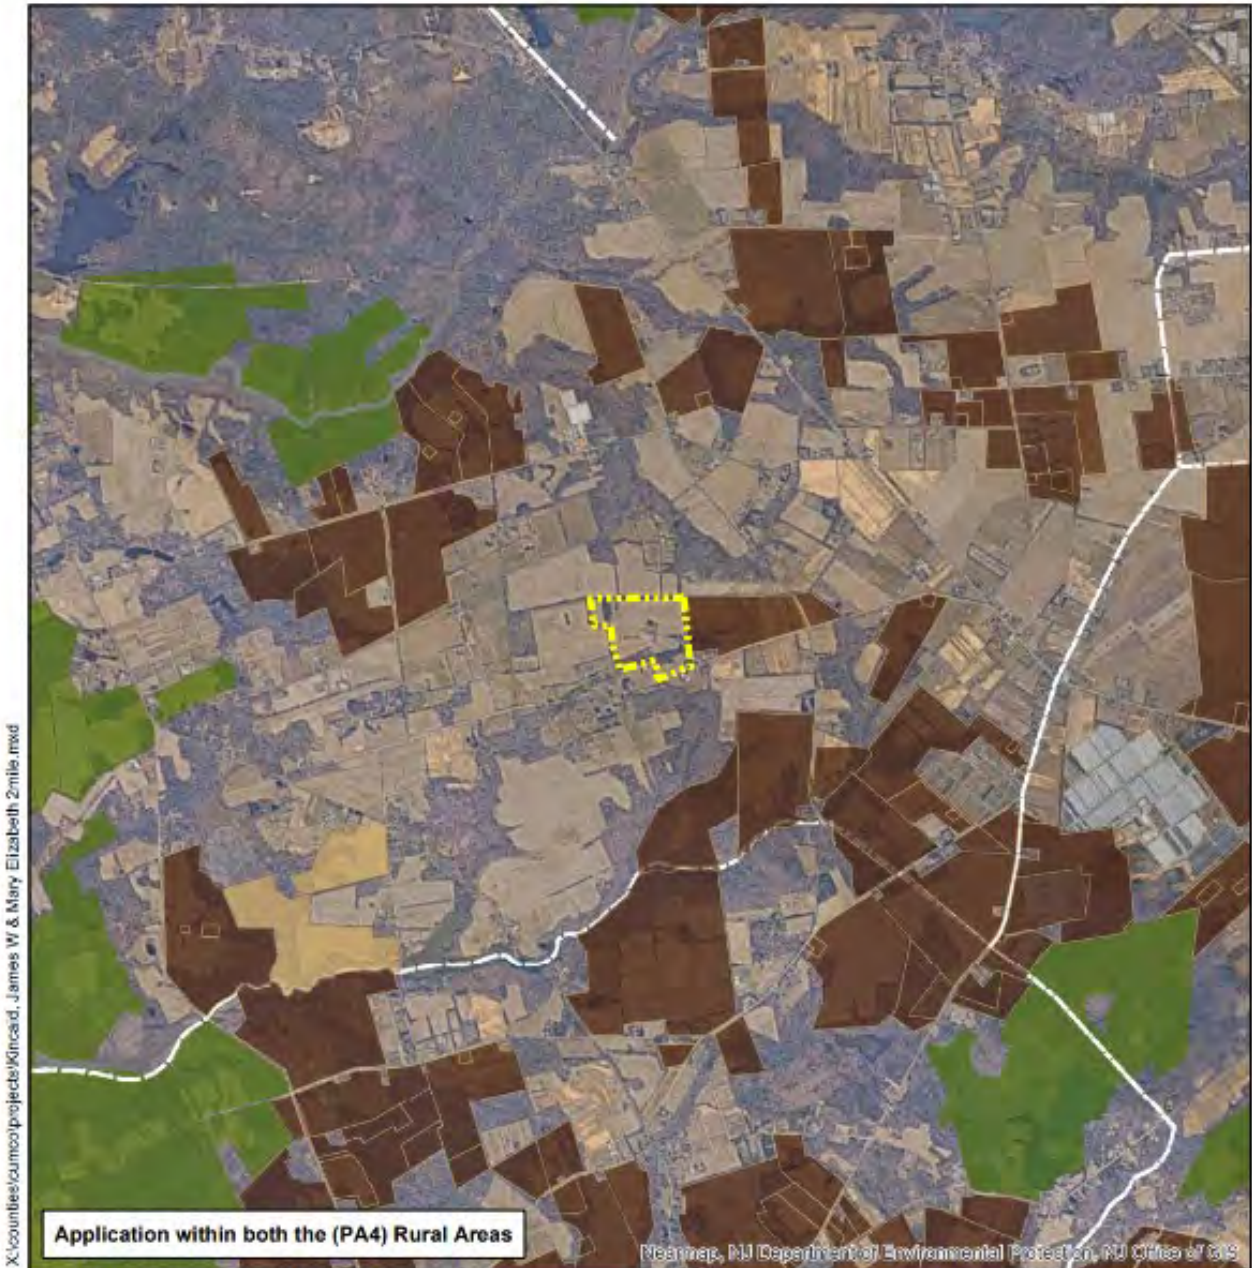 X:\counties\cumco\projects\Kincaid, James W & Mary Elizabeth 2mile.mxd
Application within both the (PA4) Rural Areas
Nearmap, NJ Department of Environmental Protection, NJ Office of GIS